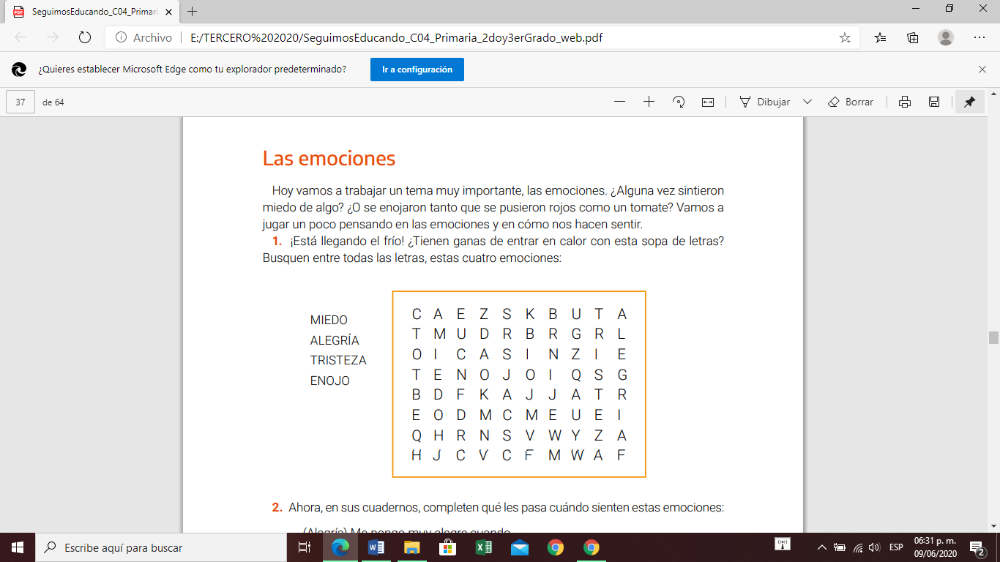 SeguimosEducando_C04_Primari
Archivo
E:/TERCERO%202020/SeguimosEducando_C04_Primaria_2doy3erGrado_web.pdf
¿Quieres establecer Microsoft Edge como tu explorador predeterminado?
Ir a configuración
37 de 64
Dibujar
Borrar
Las emociones
Hoy vamos a trabajar un tema muy importante, las emociones. ¿Alguna vez sintieron
miedo de algo? ¿O se enojaron tanto que se pusieron rojos como un tomate? Vamos a
jugar un poco pensando en las emociones y en cómo nos hacen sentir.
1. ¡Está llegando el frío! ¿Tienen ganas de entrar en calor con esta sopa de letras?
Busquen entre todas las letras, estas cuatro emociones:
MIEDO
ALEGRÍA
TRISTEZA
ENOJO
C A E Z S K B U T A
T M U D R B R G R L
O I C A S I N Z I E
T E N O J O I Q S G
B D F K A J J A T R
E O D M C M E U E I
Q H R N S V W Y Z A
H J C V C F M W A F
2. Ahora, en sus cuadernos, completen qué les pasa cuándo sienten estas emociones:
(Alegría) Me pongo muy alegre cuando
Escribe aquí para buscar
ESP
06:31 p. m.
09/06/2020
2